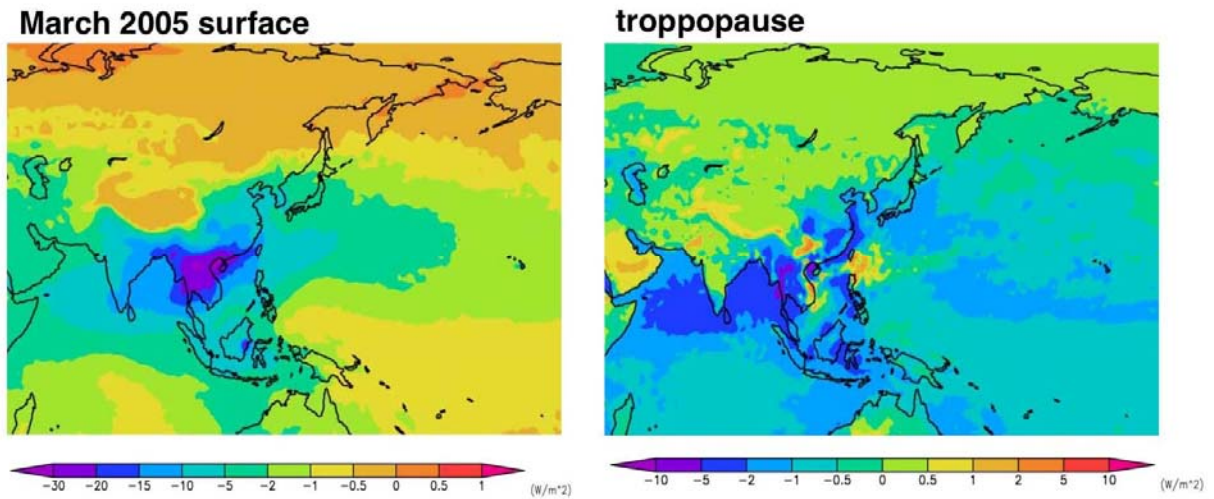 March 2005 surface
troppopause
-30 -20 -15 -10 -5 -2 -1 -0.5 0 0.5 1
(W/m^2)
-10 -5 -2 -1 -0.5 0 0.5 1 2 5 10
(W/m^2)